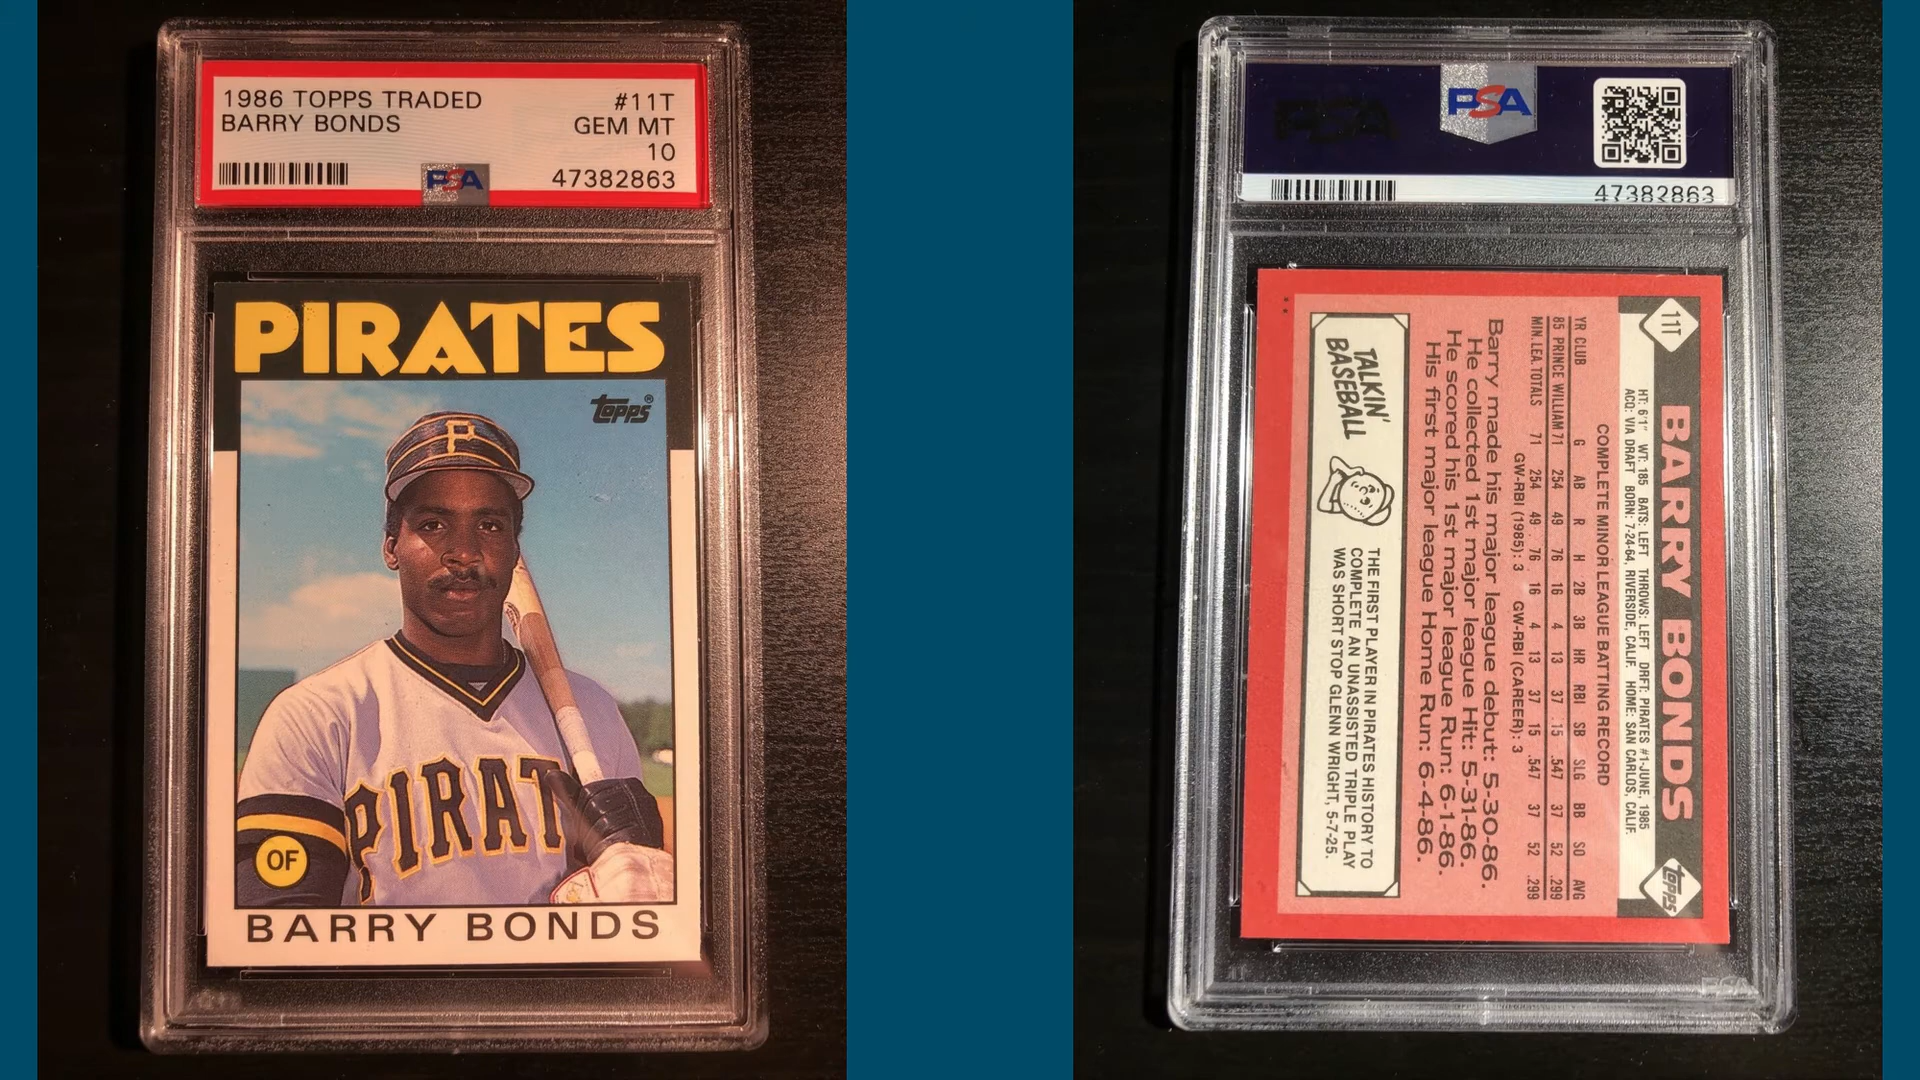 1986 TOPPS TRADED #11T
BARRY BONDS GEM MT
10
PSA 47382863
PIRATES
topps®
P
PIRAT
OF
BARRY BONDS
PSA PSA
47382863
11T BARRY BONDS topps
HT: 6'1" WT: 185 BATS: LEFT THROWS: LEFT DRFT: PIRATES #1-JUNE, 1985
ACQ: VIA DRAFT BORN: 7-24-64, RIVERSIDE, CALIF. HOME: SAN CARLOS, CALIF.
COMPLETE MINOR LEAGUE BATTING RECORD
YR CLUB G AB R H 2B 3B HR RBI SB SLG BB SO AVG
85 PRINCE WILLIAM 71 254 49 76 16 4 13 37 15 .547 37 52 .299
MIN. LEA. TOTALS 71 254 49 76 16 4 13 37 15 .547 37 52 .299
GW-RBI (1985): 3 GW-RBI (CAREER): 3
Barry made his major league debut: 5-30-86.
He collected 1st major league Hit: 5-31-86.
He scored his 1st major league Run: 6-1-86.
His first major league Home Run: 6-4-86.
TALKIN'
BASEBALL
THE FIRST PLAYER IN PIRATES HISTORY TO
COMPLETE AN UNASSISTED TRIPLE PLAY
WAS SHORT STOP GLENN WRIGHT, 5-7-25.